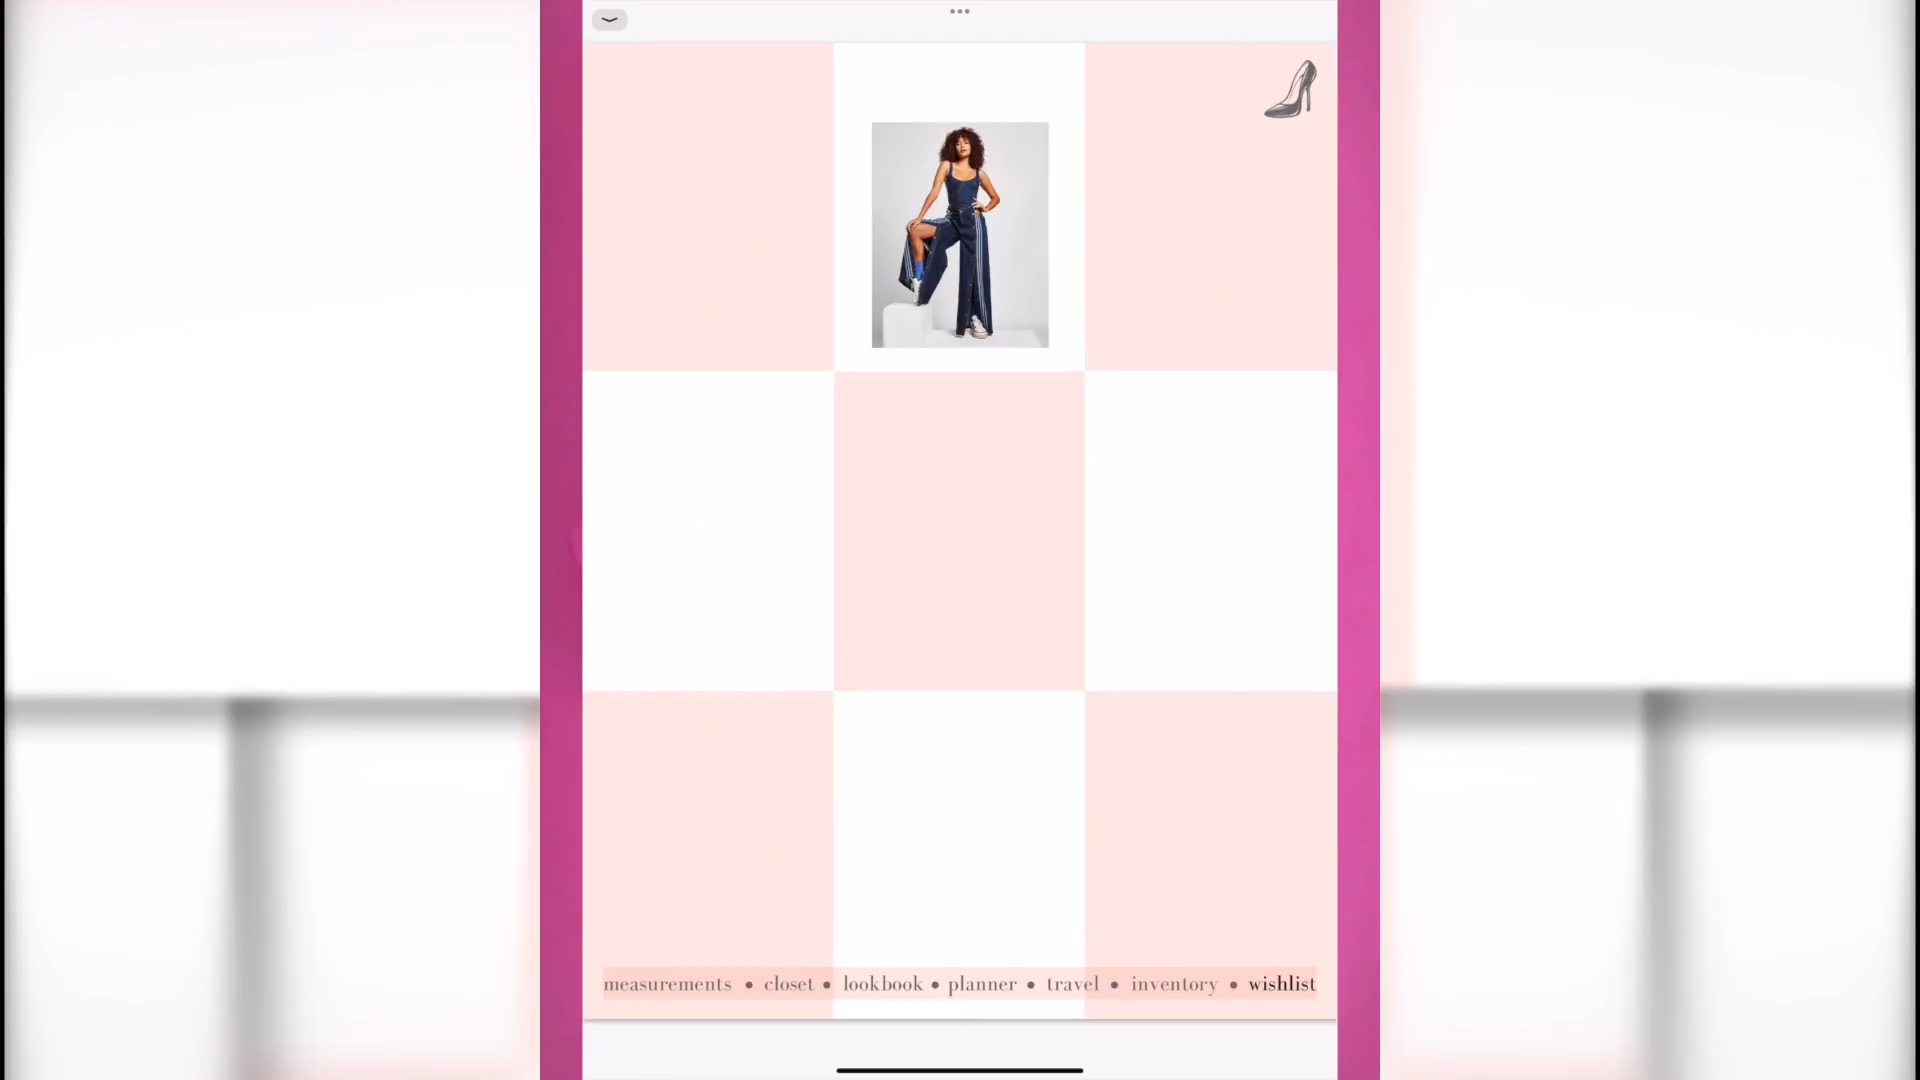 measurements • closet • lookbook • planner • travel • inventory • wishlist